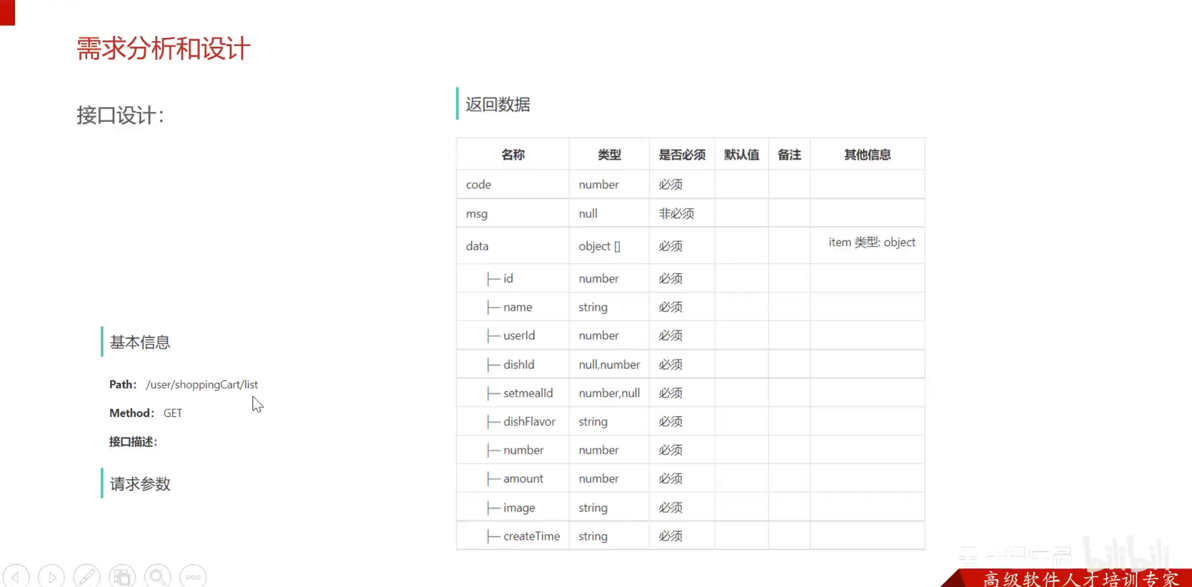 需求分析和设计
接口设计：
基本信息
Path： /user/shoppingCart/list
Method： GET
接口描述：
请求参数
返回数据
名称 类型 是否必须 默认值 备注 其他信息
code number 必须
msg null 非必须
data object [] 必须 item 类型: object
├─ id number 必须
├─ name string 必须
├─ userId number 必须
├─ dishId null,number 必须
├─ setmealId number,null 必须
├─ dishFlavor string 必须
├─ number number 必须
├─ amount number 必须
├─ image string 必须
├─ createTime string 必须
bilibili
高级软件人才培训专家